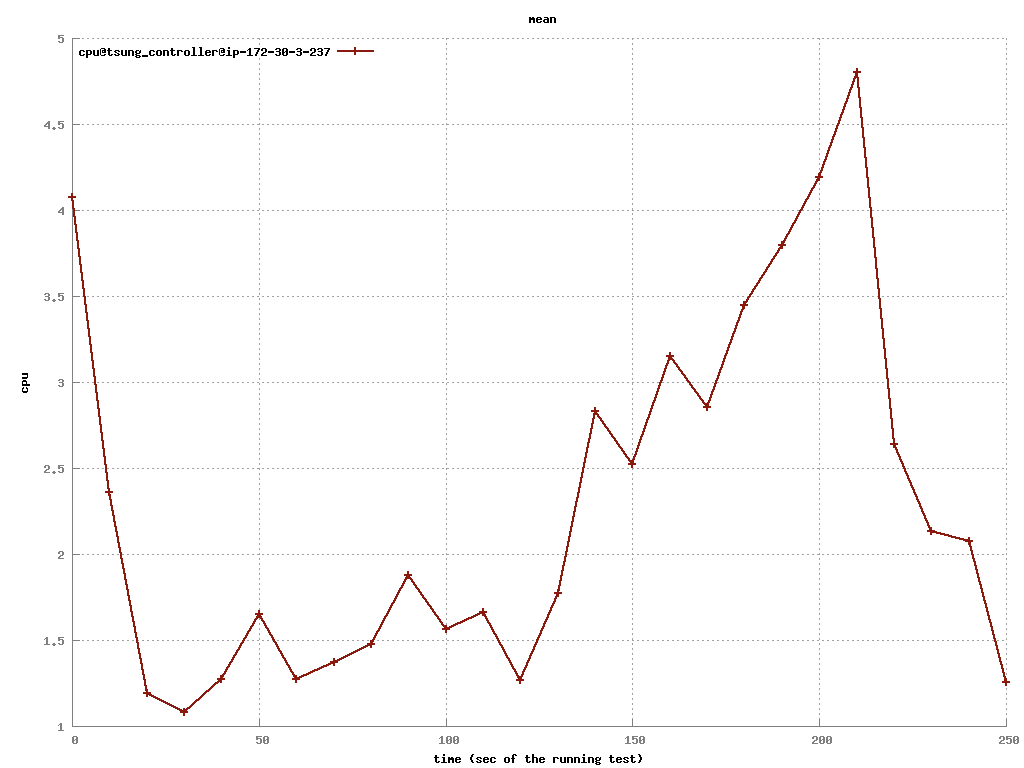 mean
cpu@tsung_controller@ip-172-30-3-237
5
4.5
4
3.5
3
2.5
2
1.5
1
cpu
0 50 100 150 200 250
time (sec of the running test)